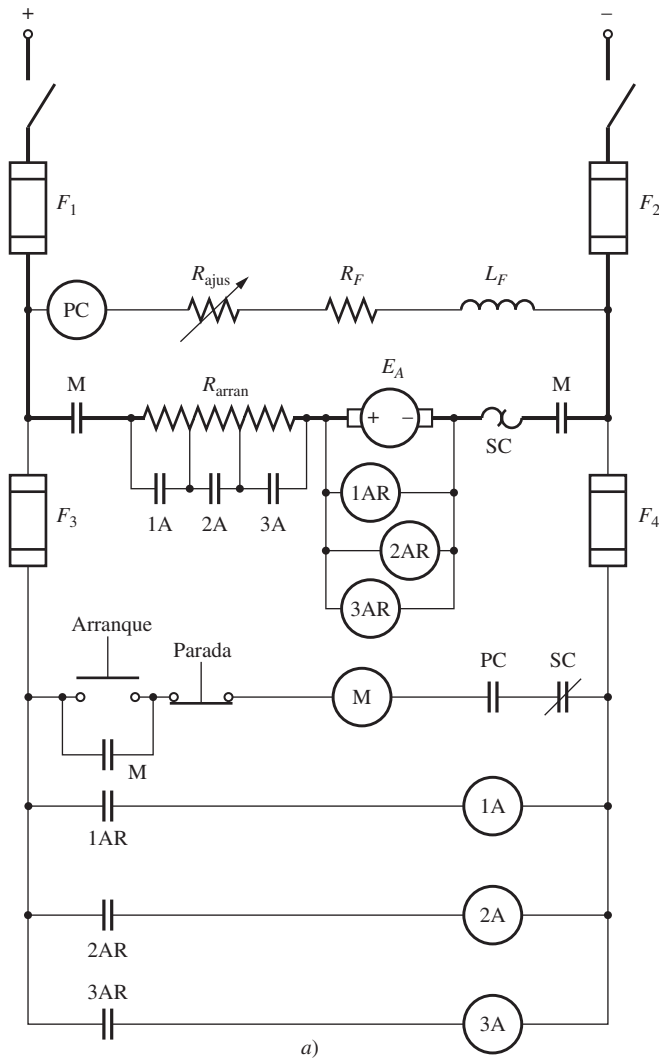 + −
F1 F2
Rajus RF LF
PC
M Rarran EA M
+ −
SC
1A 2A 3A
1AR
F3 F4
2AR
3AR
Arranque
Parada
PC SC
M
M
1A
1AR
2A
2AR
3AR
3A
a)